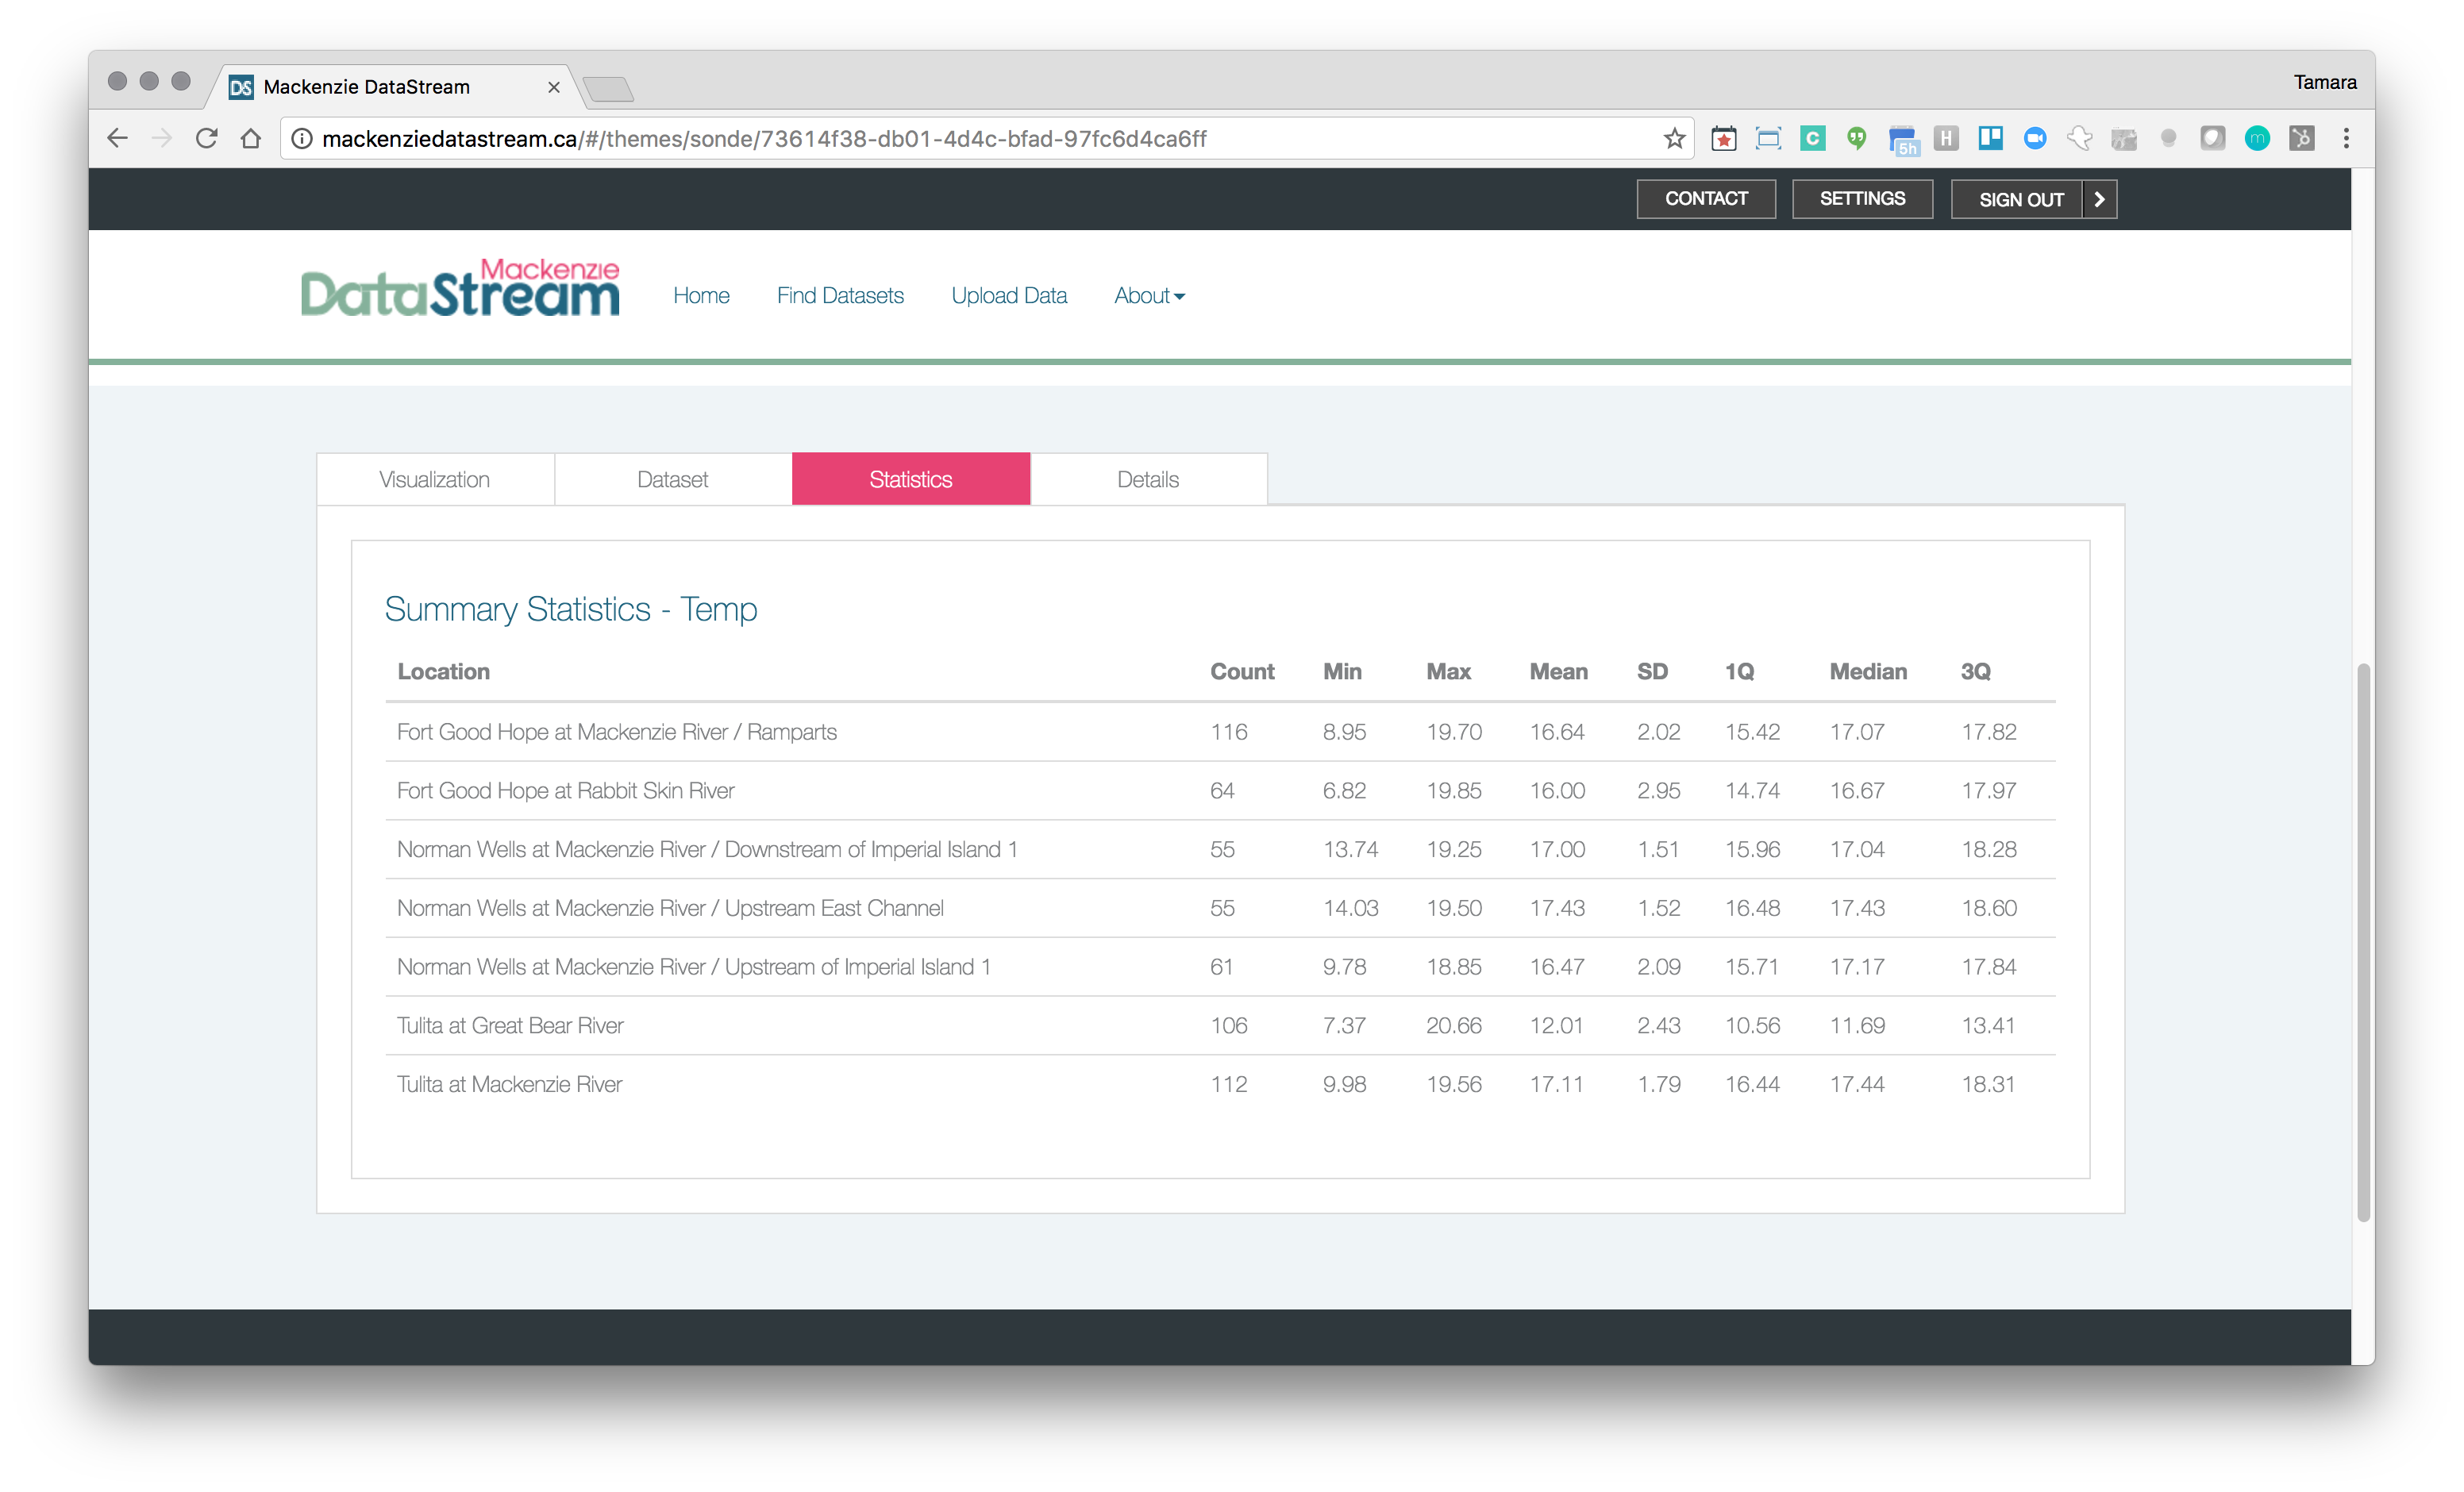 Mackenzie DataStream
Tamara
mackenziedatastream.ca/#/themes/sonde/73614f38-db01-4d4c-bfad-97fc6d4ca6ff
5h
CONTACT SETTINGS SIGN OUT
Mackenzie
DataStream
Home Find Datasets Upload Data About
Visualization Dataset Statistics Details
Summary Statistics - Temp
Location Count Min Max Mean SD 1Q Median 3Q
Fort Good Hope at Mackenzie River / Ramparts 116 8.95 19.70 16.64 2.02 15.42 17.07 17.82
Fort Good Hope at Rabbit Skin River 64 6.82 19.85 16.00 2.95 14.74 16.67 17.97
Norman Wells at Mackenzie River / Downstream of Imperial Island 1 55 13.74 19.25 17.00 1.51 15.96 17.04 18.28
Norman Wells at Mackenzie River / Upstream East Channel 55 14.03 19.50 17.43 1.52 16.48 17.43 18.60
Norman Wells at Mackenzie River / Upstream of Imperial Island 1 61 9.78 18.85 16.47 2.09 15.71 17.17 17.84
Tulita at Great Bear River 106 7.37 20.66 12.01 2.43 10.56 11.69 13.41
Tulita at Mackenzie River 112 9.98 19.56 17.11 1.79 16.44 17.44 18.31